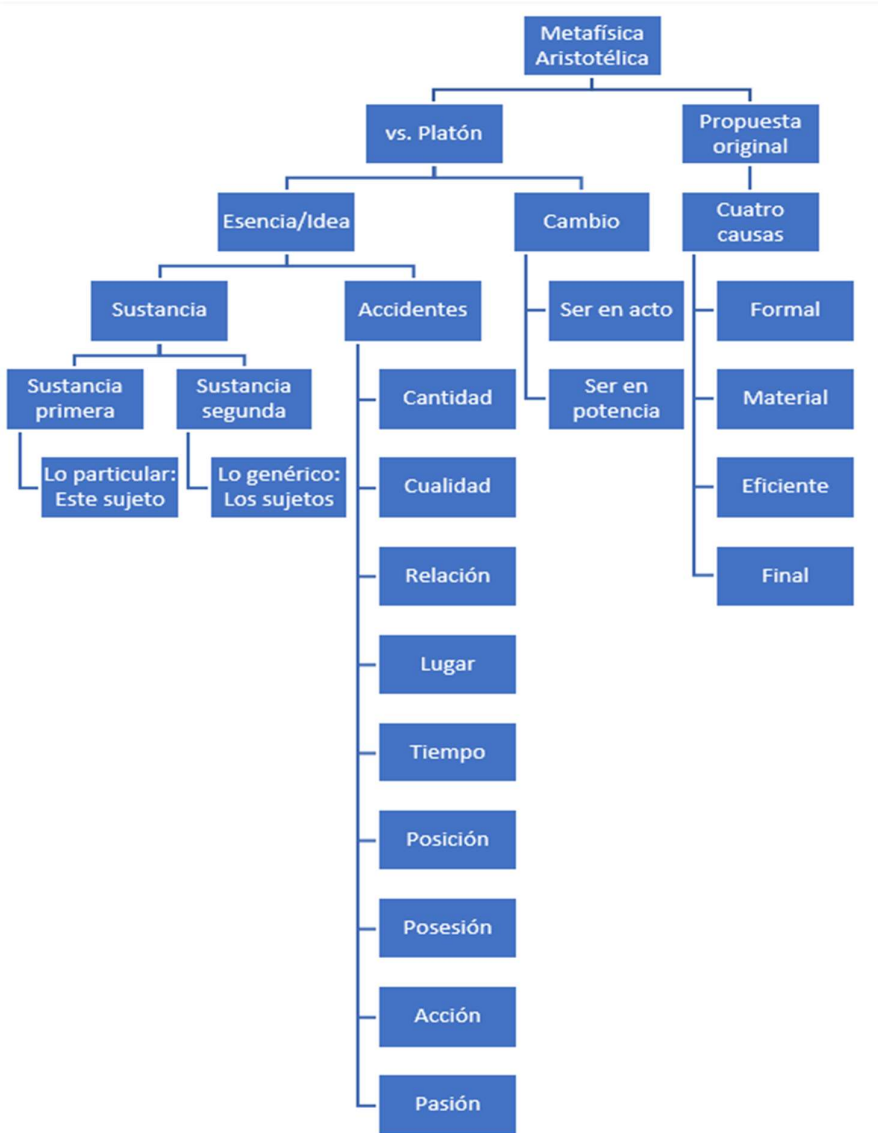 Metafísica
Aristotélica
vs. Platón
Propuesta
original
Esencia/Idea
Cambio
Cuatro
causas
Sustancia
Accidentes
Ser en acto
Formal
Sustancia
primera
Sustancia
segunda
Cantidad
Ser en
potencia
Material
Lo particular:
Este sujeto
Lo genérico:
Los sujetos
Cualidad
Eficiente
Relación
Final
Lugar
Tiempo
Posición
Posesión
Acción
Pasión